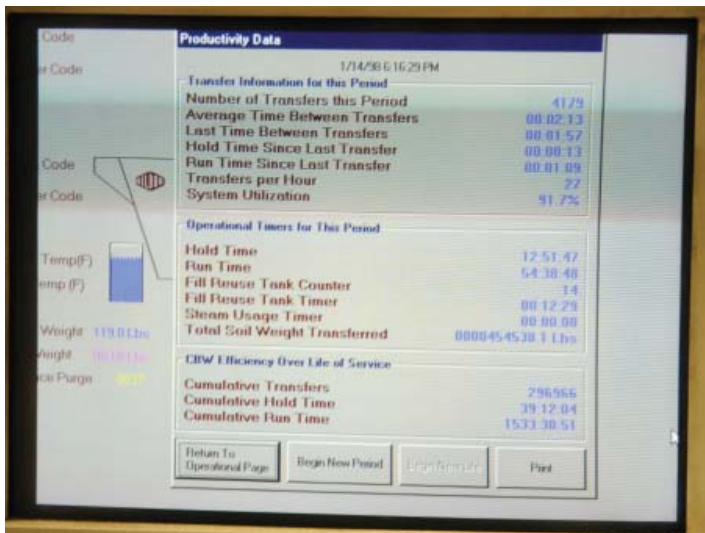 Code
Productivity Data
er Code
1/14/98 6:16:29 PM
Transfer Information for this Period
Number of Transfers this Period 4179
Average Time Between Transfers 00:02:13
Last Time Between Transfers 00:01:57
Hold Time Since Last Transfer 00:00:13
Run Time Since Last Transfer 00:01:09
Transfers per Hour 27
System Utilization 91.7%
Code
er Code
Operational Timers for This Period
Hold Time 12:51:47
Run Time 54:38:48
Fill Reuse Tank Counter 14
Fill Reuse Tank Timer 00:12:29
Steam Usage Timer 00:00:00
Total Soil Weight Transferred 0000454538.1 Lbs
Temp(F)
emp (F)
Weight 119.0 Lbs
Weight
ce Purge
CBW Efficiency Over Life of Service
Cumulative Transfers 296966
Cumulative Hold Time 39:12:04
Cumulative Run Time 1533:30:51
Return To
Operational Page
Begin New Period
Print